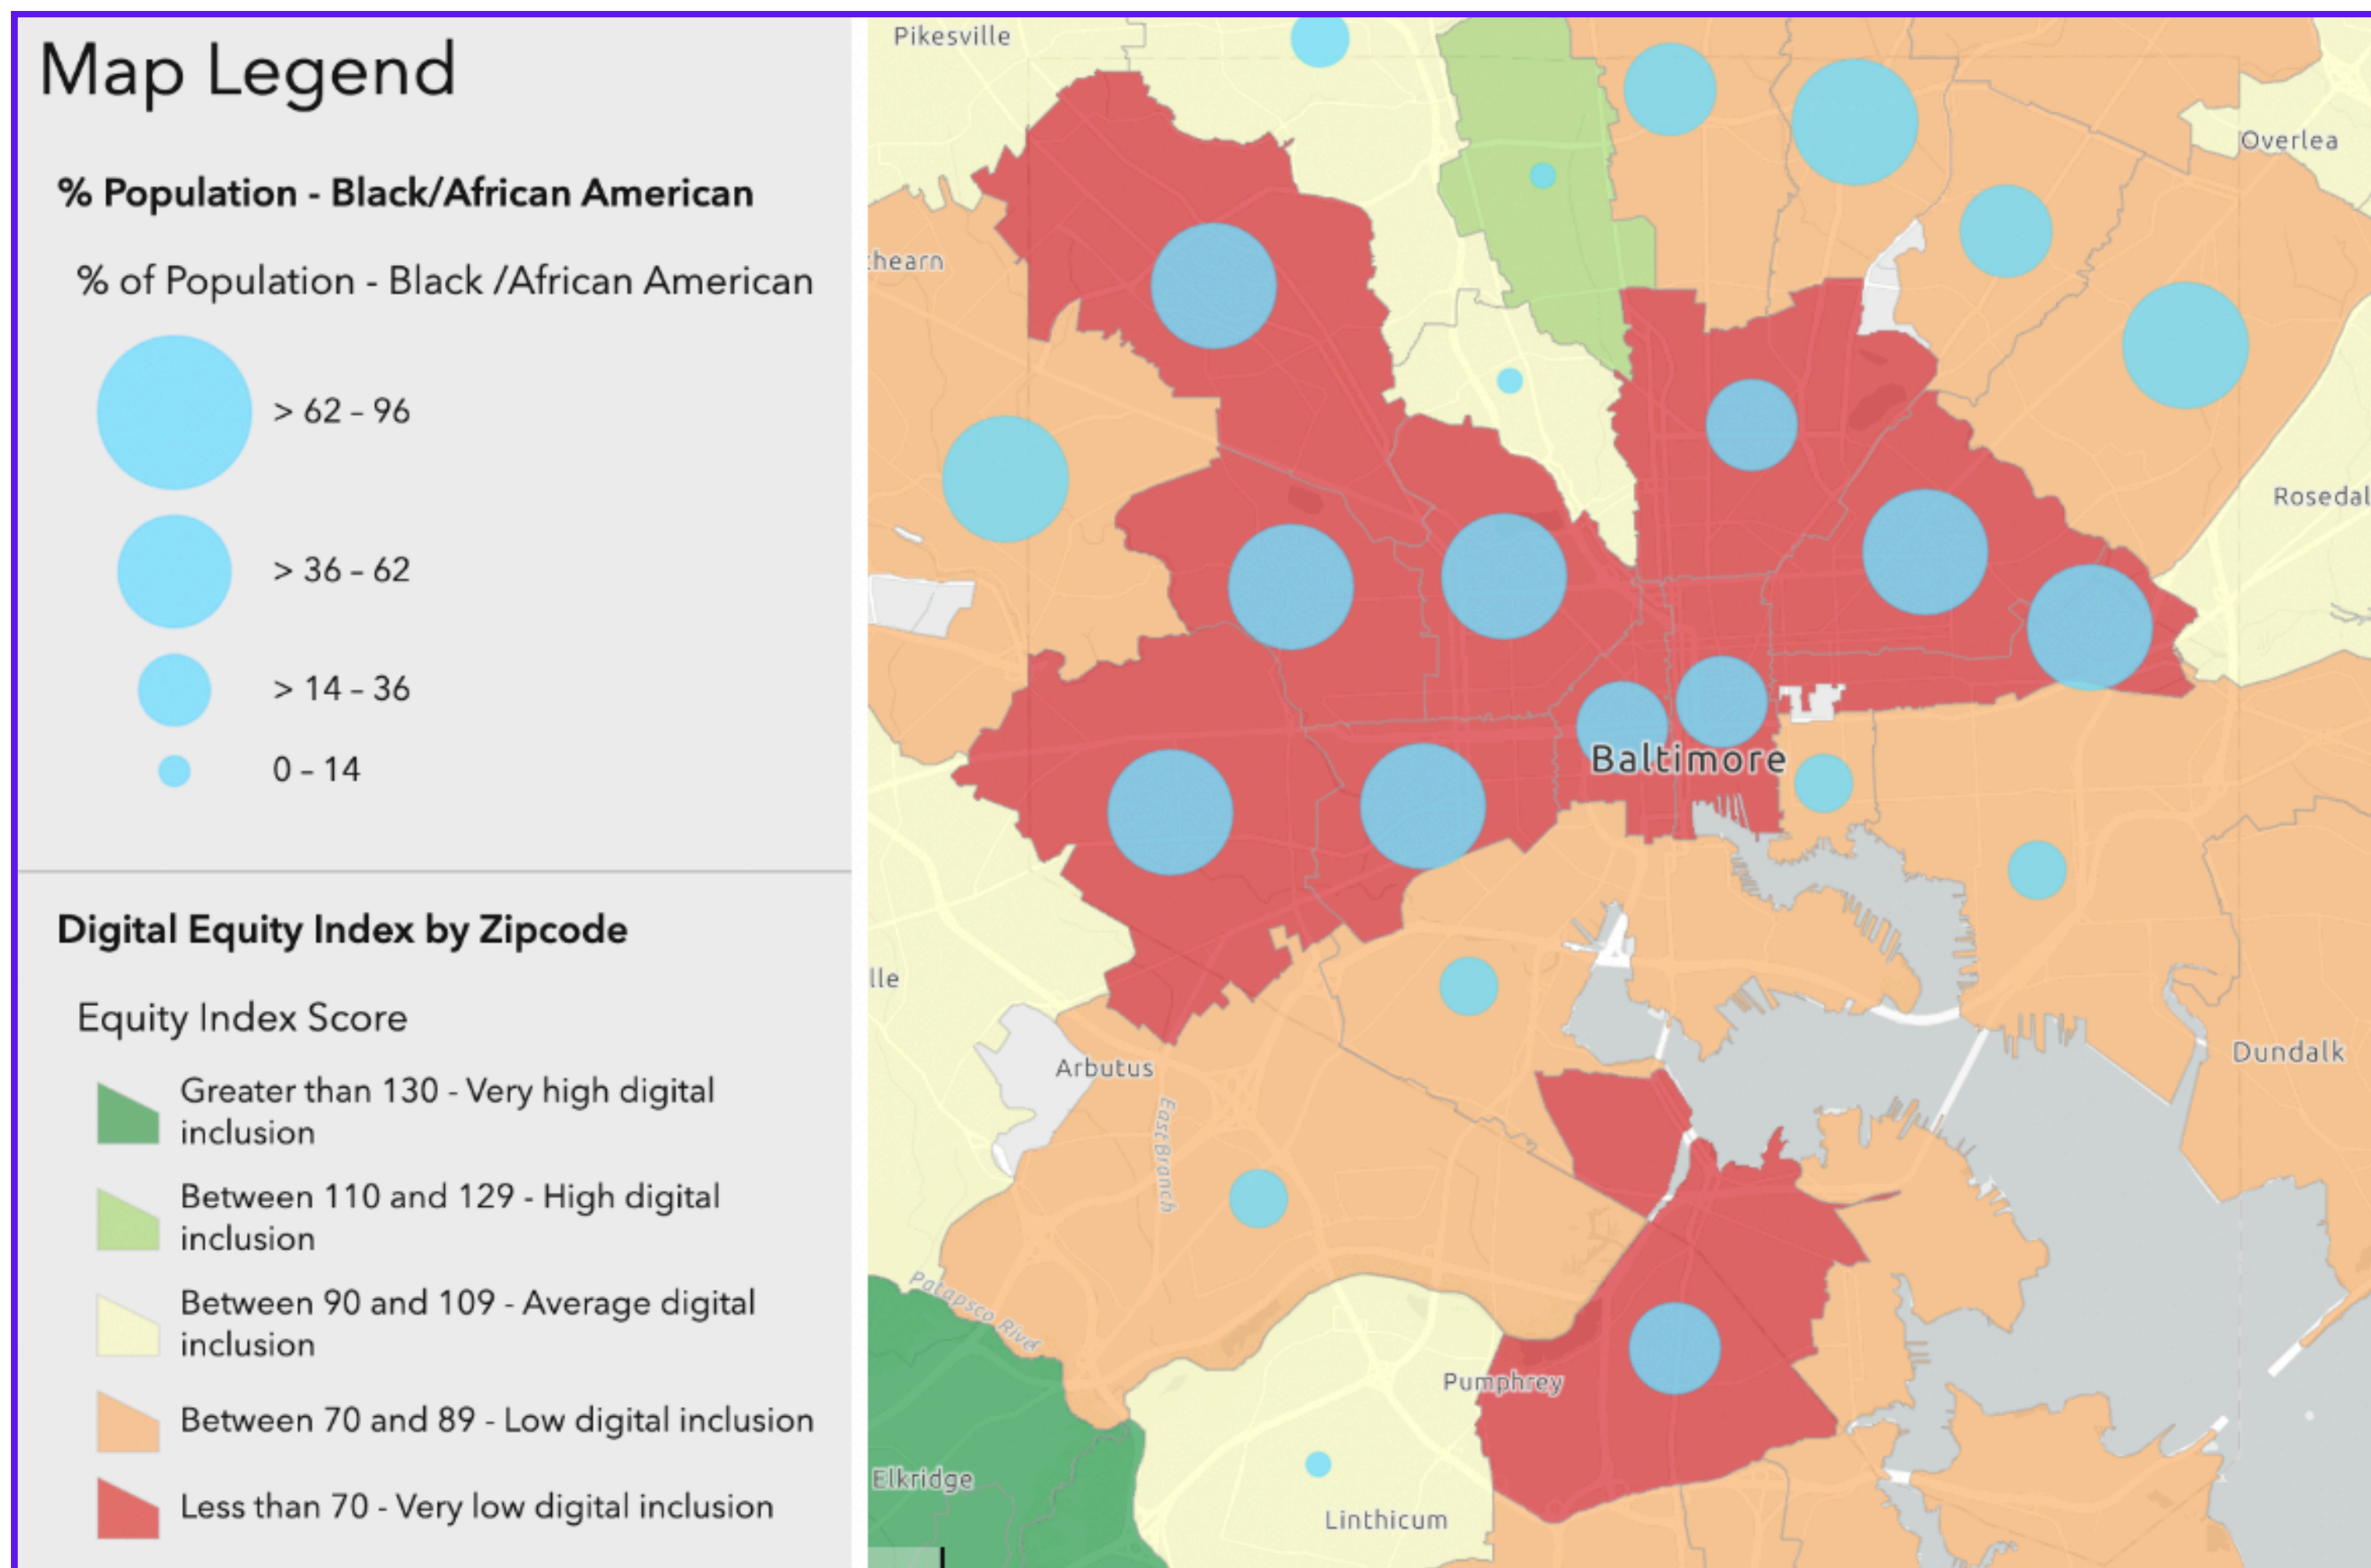 Map Legend
% Population - Black/African American
% of Population - Black /African American
> 62 – 96
> 36 – 62
> 14 – 36
0 – 14
Digital Equity Index by Zipcode
Equity Index Score
Greater than 130 - Very high digital
inclusion
Between 110 and 129 - High digital
inclusion
Between 90 and 109 - Average digital
inclusion
Between 70 and 89 - Low digital inclusion
Less than 70 - Very low digital inclusion
Pikesville
Overlea
chearn
Rosedal
Baltimore
lle
Arbutus
East Branch
Dundalk
Patapsco River
Pumphrey
Elkridge
Linthicum